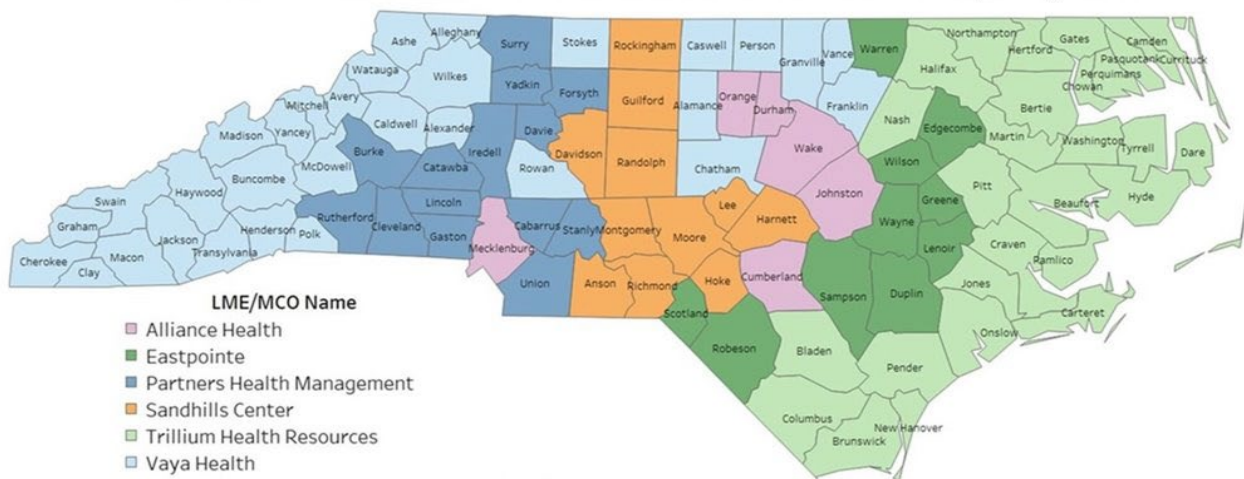 Ashe
Alleghany
Surry
Stokes
Rockingham
Caswell
Person
Granville
Vance
Warren
Northampton
Gates
Camden
Hertford
Pasquotank
Currituck
Perquimans
Chowan
Halifax
Watauga
Wilkes
Yadkin
Forsyth
Guilford
Alamance
Orange
Durham
Franklin
Bertie
Avery
Mitchell
Nash
Edgecombe
Martin
Washington
Tyrrell
Dare
Madison
Yancey
Caldwell
Alexander
Iredell
Davie
Davidson
Randolph
Wake
Chatham
Wilson
Burke
McDowell
Catawba
Rowan
Johnston
Pitt
Beaufort
Hyde
Swain
Haywood
Buncombe
Lincoln
Lee
Harnett
Wayne
Greene
Graham
Rutherford
Cleveland
Gaston
Mecklenburg
Cabarrus
Stanly
Montgomery
Moore
Lenoir
Craven
Pamlico
Cherokee
Clay
Macon
Jackson
Transylvania
Henderson
Polk
Union
Anson
Richmond
Hoke
Cumberland
Sampson
Duplin
Jones
Carteret
Scotland
Onslow
Robeson
Bladen
Pender
Columbus
Brunswick
New Hanover
LME/MCO Name
Alliance Health
Eastpointe
Partners Health Management
Sandhills Center
Trillium Health Resources
Vaya Health